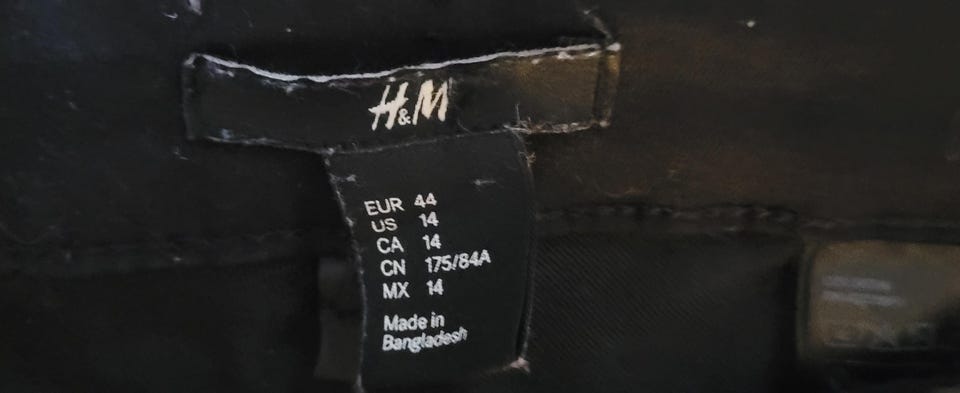 H&M
EUR 44
US 14
CA 14
CN 175/84A
MX 14
Made in
Bangladesh